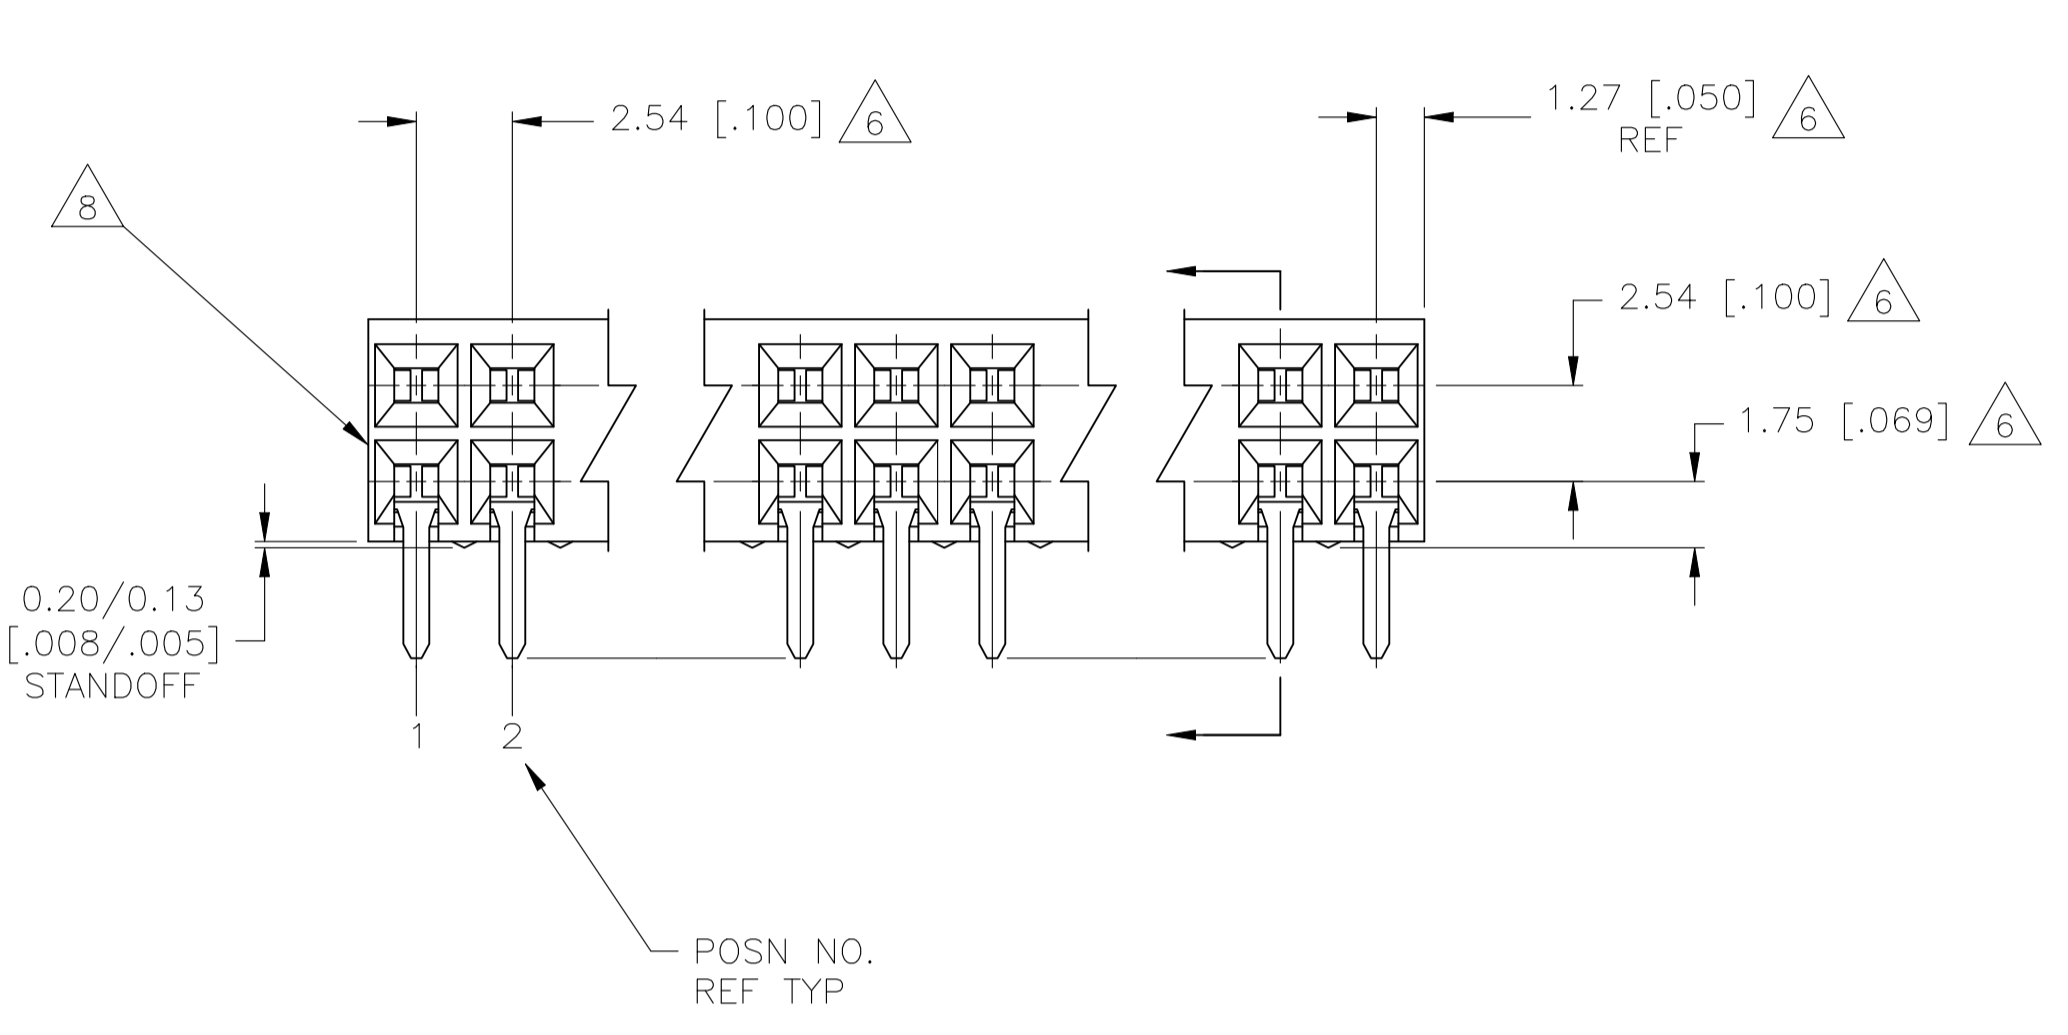 2.54 [.100] 6
1.27 [.050] 6
REF
8
2.54 [.100] 6
1.75 [.069] 6
0.20/0.13
[.008/.005]
STANDOFF
1 2
POSN NO.
REF TYP